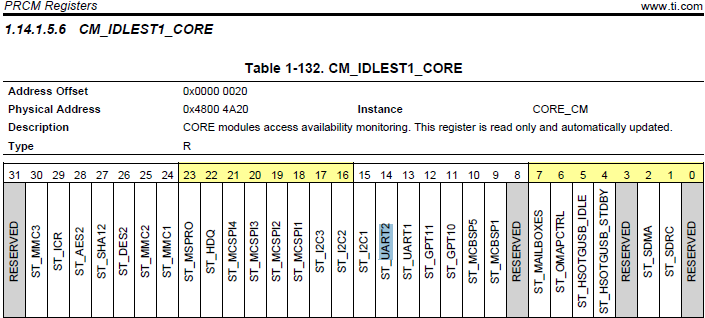 PRCM Registers www.ti.com
1.14.1.5.6 CM_IDLEST1_CORE
Table 1-132. CM_IDLEST1_CORE
Address Offset 0x0000 0020
Physical Address 0x4800 4A20 Instance CORE_CM
Description CORE modules access availability monitoring. This register is read only and automatically updated.
Type R
31 30 29 28 27 26 25 24 23 22 21 20 19 18 17 16 15 14 13 12 11 10 9 8 7 6 5 4 3 2 1 0
RESERVED
ST_MMC3
ST_ICR
ST_AES2
ST_SHA12
ST_DES2
ST_MMC2
ST_MMC1
ST_MSPRO
ST_HDQ
ST_MCSPI4
ST_MCSPI3
ST_MCSPI2
ST_MCSPI1
ST_I2C3
ST_I2C2
ST_I2C1
ST_UART2
ST_UART1
ST_GPT11
ST_GPT10
ST_MCBSP5
ST_MCBSP1
RESERVED
ST_MAILBOXES
ST_OMAPCTRL
ST_HSOTGUSB_IDLE
ST_HSOTGUSB_STDBY
RESERVED
ST_SDMA
ST_SDRC
RESERVED